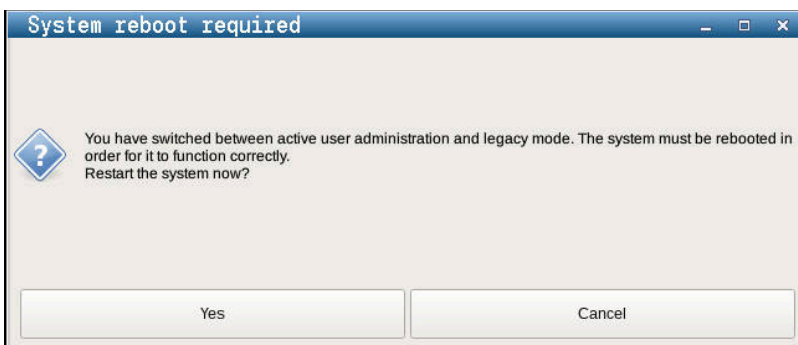 System reboot required
You have switched between active user administration and legacy mode. The system must be rebooted in
order for it to function correctly.
Restart the system now?
Yes
Cancel